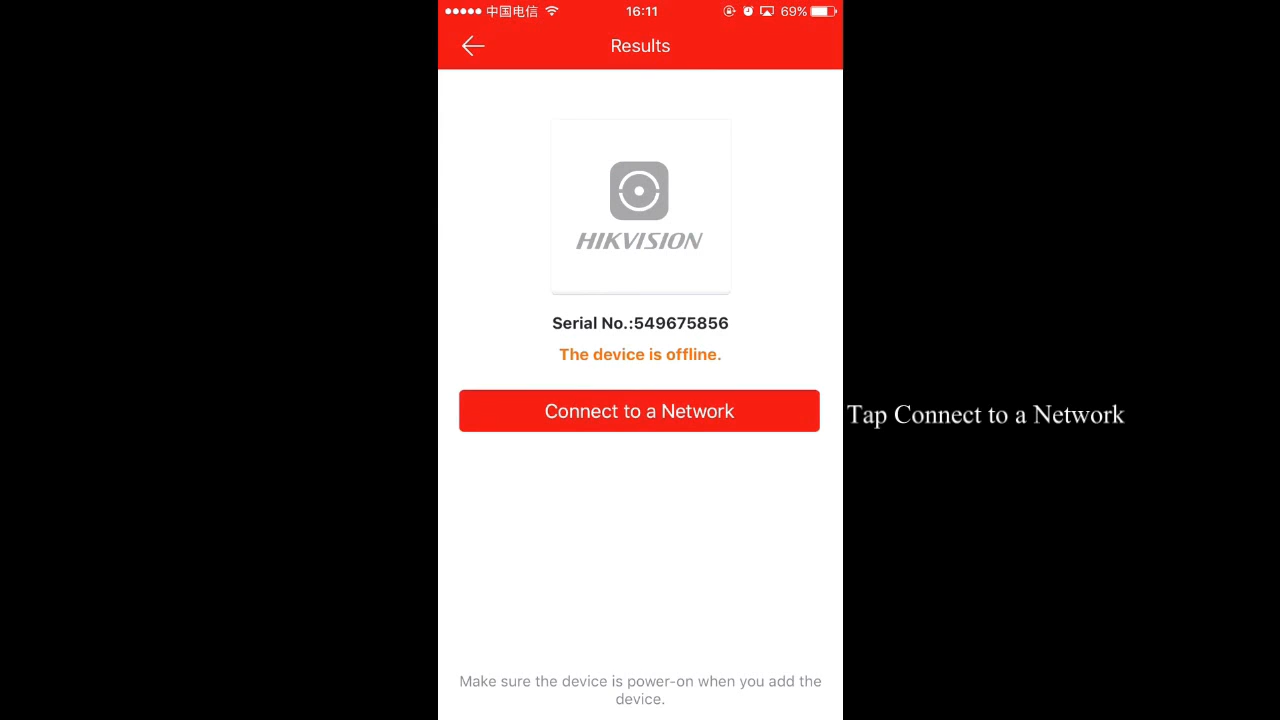 中国电信 16:11 69%
Results
HIKVISION
Serial No.:549675856
The device is offline.
Connect to a Network
Tap Connect to a Network
Make sure the device is power-on when you add the
device.